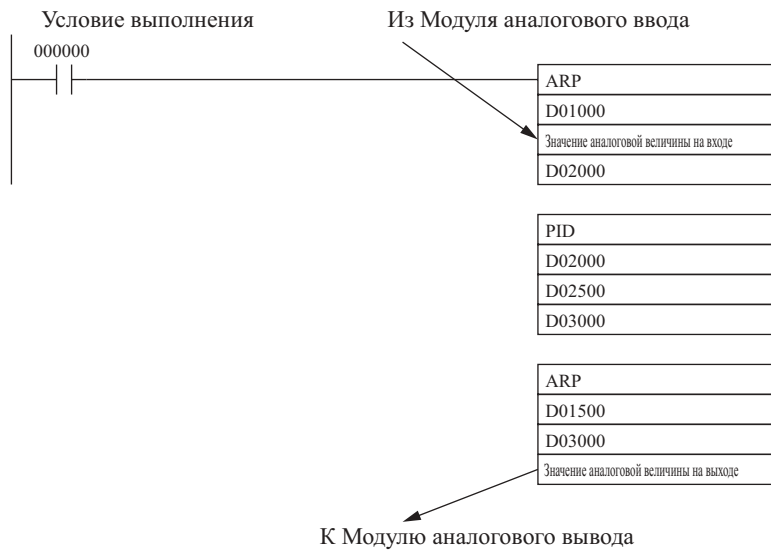 Условие выполнения
Из Модуля аналогового ввода
000000
ARP
D01000
Значение аналоговой величины на входе
D02000
PID
D02000
D02500
D03000
ARP
D01500
D03000
Значение аналоговой величины на выходе
К Модулю аналогового вывода